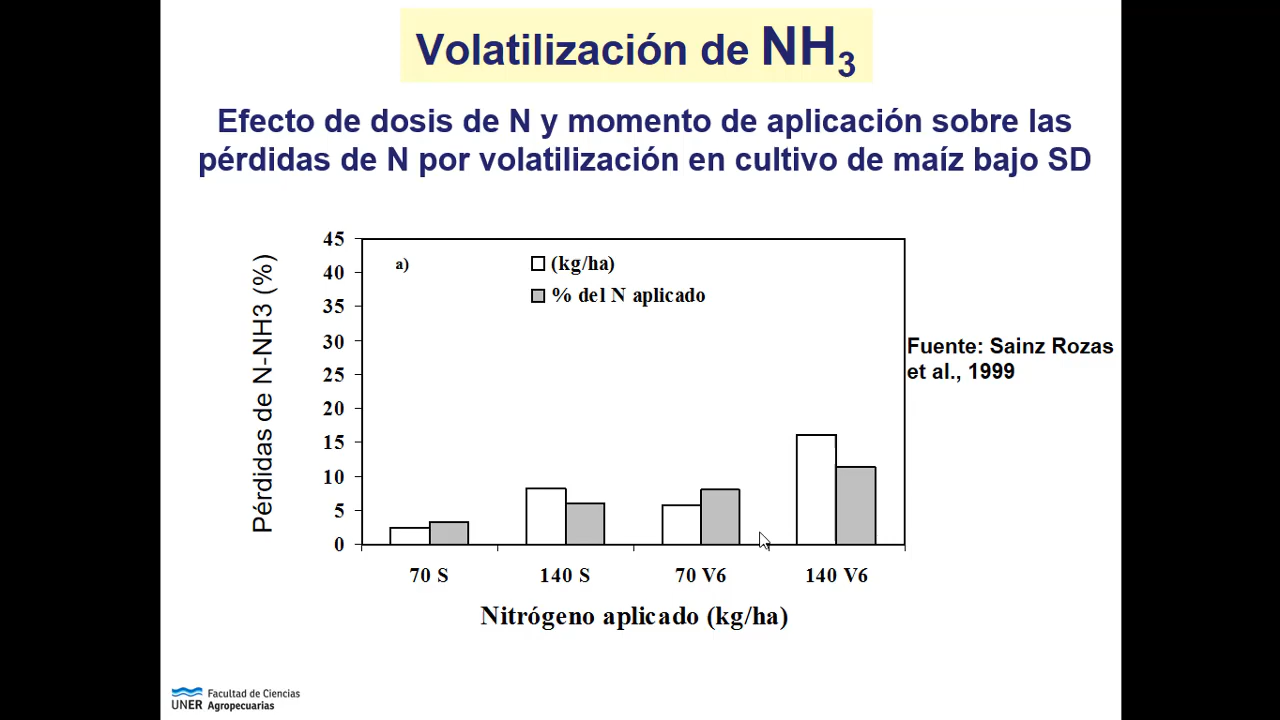 Volatilización de NH3
Efecto de dosis de N y momento de aplicación sobre las
pérdidas de N por volatilización en cultivo de maíz bajo SD
Pérdidas de N-NH3 (%)
45
40
35
30
25
20
15
10
5
0
a)
(kg/ha)
% del N aplicado
Fuente: Sainz Rozas
et al., 1999
70 S 140 S 70 V6 140 V6
Nitrógeno aplicado (kg/ha)
UNER Facultad de Ciencias
Agropecuarias